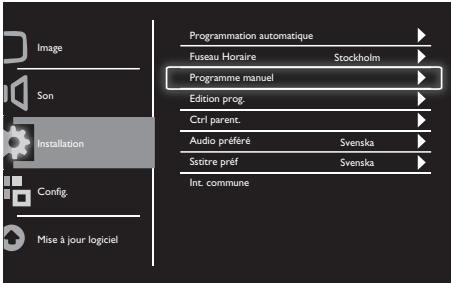 Image
Son
Installation
Config.
Mise à jour logiciel
Programmation automatique
Fuseau Horaire Stockholm
Programme manuel
Edition prog.
Ctrl parent.
Audio préféré Svenska
Sstitre préf Svenska
Int. commune